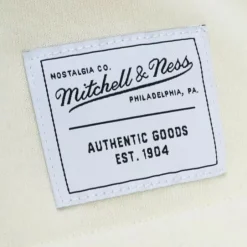 NOSTALGIA CO.
Mitchell & Ness
PHILADELPHIA, PA.
AUTHENTIC GOODS
EST. 1904